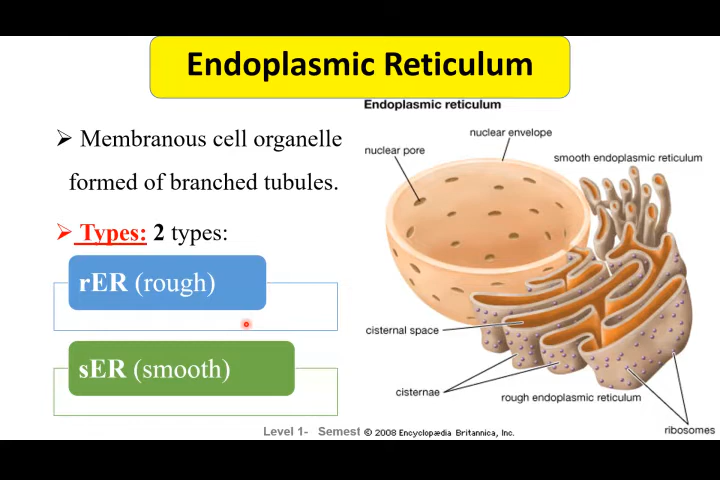 Endoplasmic Reticulum
➢ Membranous cell organelle
formed of branched tubules.
➢ Types: 2 types:
rER (rough)
sER (smooth)
Endoplasmic reticulum
nuclear envelope
nuclear pore
smooth endoplasmic reticulum
cisternal space
cisternae
rough endoplasmic reticulum
ribosomes
Level 1- Semest
© 2008 Encyclopædia Britannica, Inc.